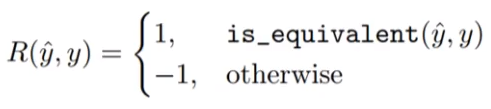 R(ŷ, y) = { 1, is_equivalent(ŷ, y)
−1, otherwise